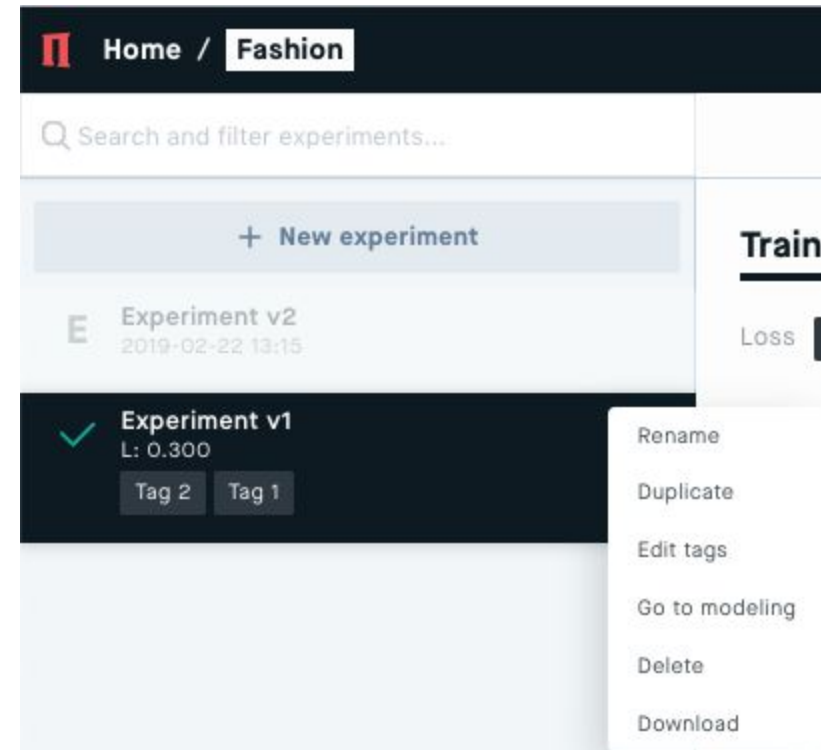 Home / Fashion
Search and filter experiments...
+ New experiment
E
Experiment v2
2019-02-22 13:15
Experiment v1
L: 0.300
Tag 2 Tag 1
Train
Loss
Rename
Duplicate
Edit tags
Go to modeling
Delete
Download